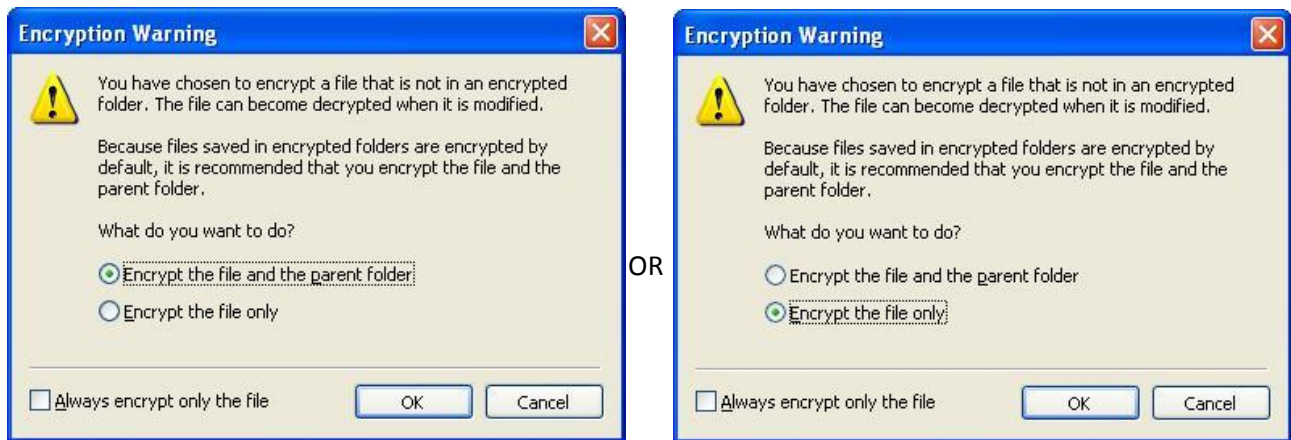 Encryption Warning
You have chosen to encrypt a file that is not in an encrypted
folder. The file can become decrypted when it is modified.
Because files saved in encrypted folders are encrypted by
default, it is recommended that you encrypt the file and the
parent folder.
What do you want to do?
Encrypt the file and the parent folder
Encrypt the file only
Always encrypt only the file
OK
Cancel
OR
Encryption Warning
You have chosen to encrypt a file that is not in an encrypted
folder. The file can become decrypted when it is modified.
Because files saved in encrypted folders are encrypted by
default, it is recommended that you encrypt the file and the
parent folder.
What do you want to do?
Encrypt the file and the parent folder
Encrypt the file only
Always encrypt only the file
OK
Cancel